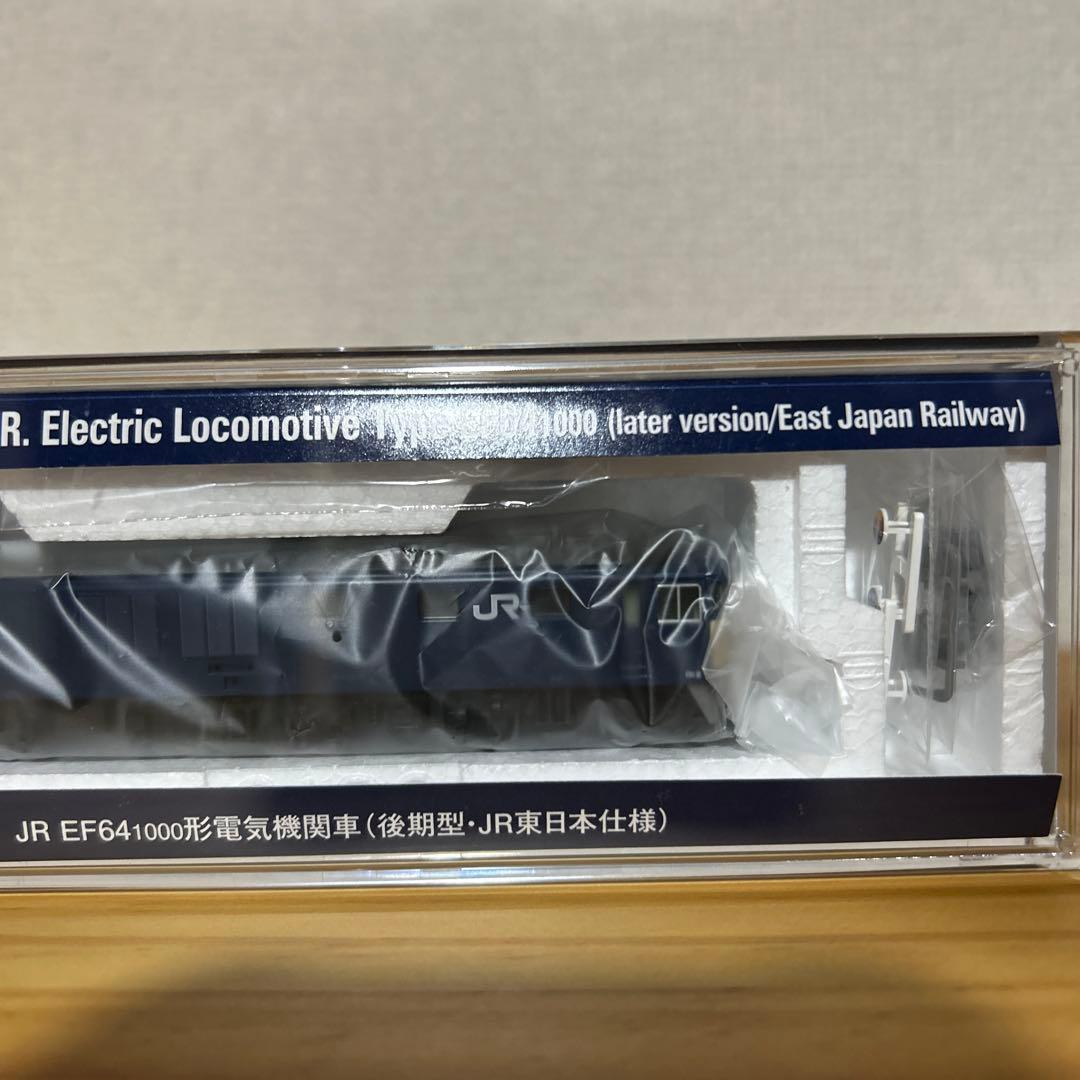 R. Electric Locomotive Type 1000 (later version/East Japan Railway)
JR
JR EF641000形電気機関車(後期型・JR東日本仕様)